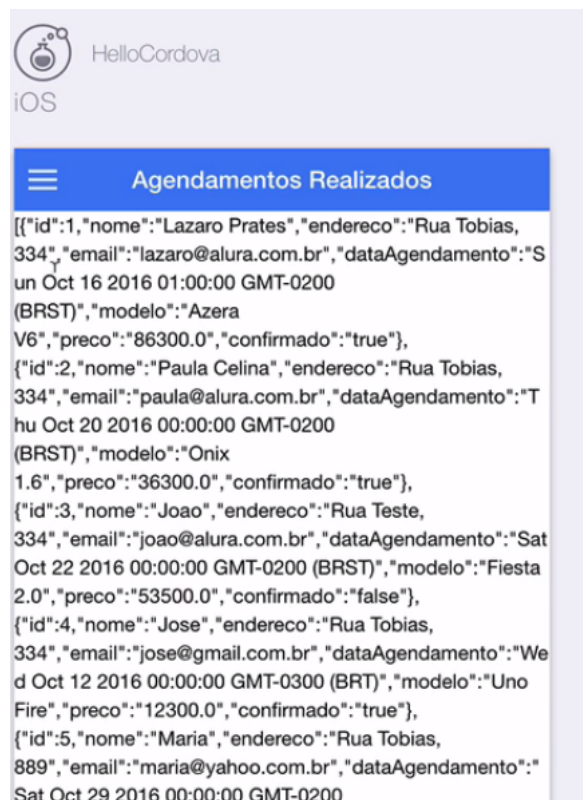 HelloCordova
iOS
Agendamentos Realizados
[{"id":1,"nome":"Lazaro Prates","endereco":"Rua Tobias,
334","email":"lazaro@alura.com.br","dataAgendamento":"S
un Oct 16 2016 01:00:00 GMT-0200
(BRST)","modelo":"Azera
V6","preco":"86300.0","confirmado":"true"},
{"id":2,"nome":"Paula Celina","endereco":"Rua Tobias,
334","email":"paula@alura.com.br","dataAgendamento":"T
hu Oct 20 2016 00:00:00 GMT-0200
(BRST)","modelo":"Onix
1.6","preco":"36300.0","confirmado":"true"},
{"id":3,"nome":"Joao","endereco":"Rua Teste,
334","email":"joao@alura.com.br","dataAgendamento":"Sat
Oct 22 2016 00:00:00 GMT-0200 (BRST)","modelo":"Fiesta
2.0","preco":"53500.0","confirmado":"false"},
{"id":4,"nome":"Jose","endereco":"Rua Tobias,
334","email":"jose@gmail.com.br","dataAgendamento":"We
d Oct 12 2016 00:00:00 GMT-0300 (BRT)","modelo":"Uno
Fire","preco":"12300.0","confirmado":"true"},
{"id":5,"nome":"Maria","endereco":"Rua Tobias,
889","email":"maria@yahoo.com.br","dataAgendamento":"
Sat Oct 29 2016 00:00:00 GMT-0200